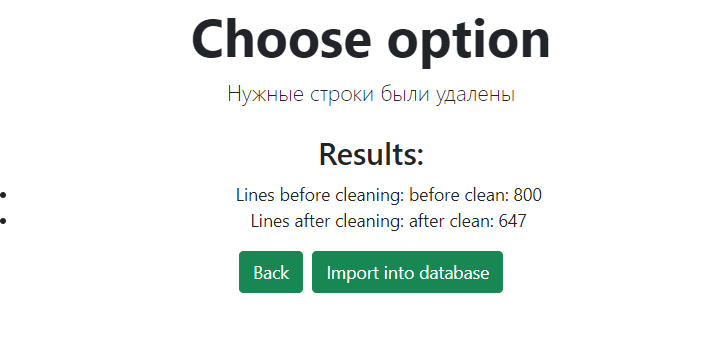 Choose option
Нужные строки были удалены
Results:
Lines before cleaning: before clean: 800
Lines after cleaning: after clean: 647
Back Import into database